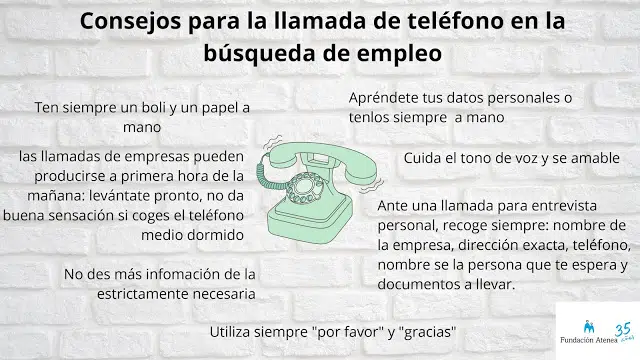 Consejos para la llamada de teléfono en la
búsqueda de empleo
Ten siempre un boli y un papel a
mano
las llamadas de empresas pueden
producirse a primera hora de la
mañana: levántate pronto, no da
buena sensación si coges el teléfono
medio dormido
No des más infomación de la
estrictamente necesaria
Apréndete tus datos personales o
tenlos siempre a mano
Cuida el tono de voz y se amable
Ante una llamada para entrevista
personal, recoge siempre: nombre de
la empresa, dirección exacta, teléfono,
nombre se la persona que te espera y
documentos a llevar.
Utiliza siempre "por favor" y "gracias"
Fundación Atenea
35
años